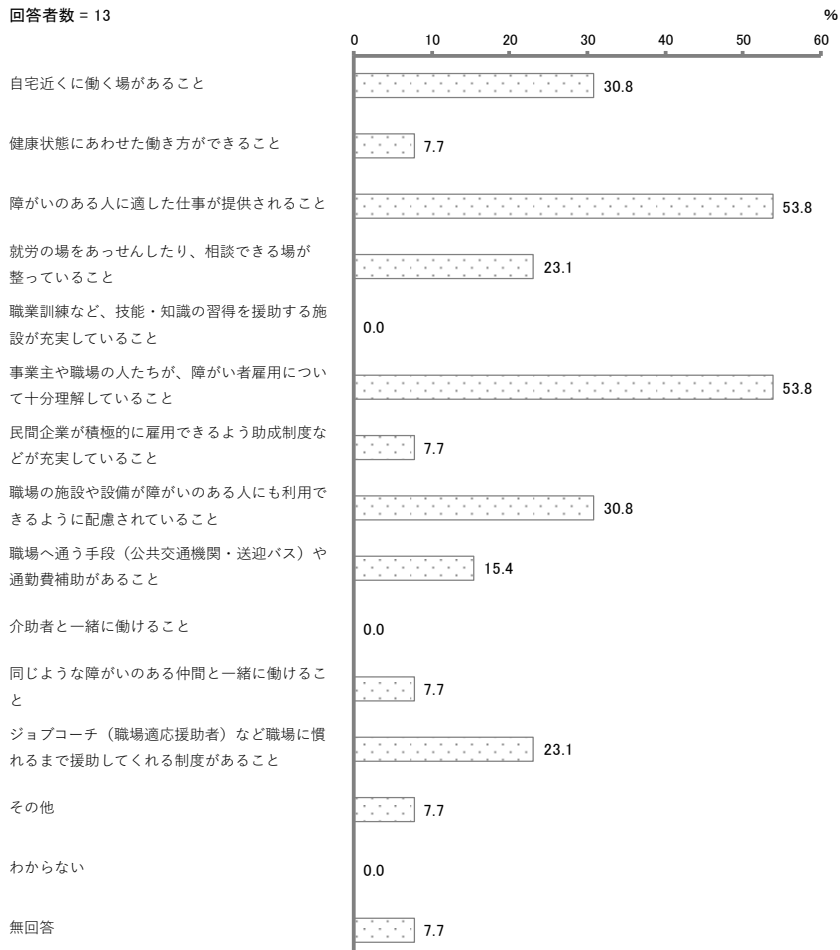 回答者数 = 13
%
0 10 20 30 40 50 60
自宅近くに働く場があること
30.8
健康状態にあわせた働き方ができること
7.7
障がいのある人に適した仕事が提供されること
53.8
就労の場をあっせんしたり、相談できる場が
整っていること
23.1
職業訓練など、技能・知識の習得を援助する施
設が充実していること
0.0
事業主や職場の人たちが、障がい者雇用につい
て十分理解していること
53.8
民間企業が積極的に雇用できるよう助成制度な
どが充実していること
7.7
職場の施設や設備が障がいのある人にも利用で
きるように配慮されていること
30.8
職場へ通う手段（公共交通機関・送迎バス）や
通勤費補助があること
15.4
介助者と一緒に働けること
0.0
同じような障がいのある仲間と一緒に働けるこ
と
7.7
ジョブコーチ（職場適応援助者）など職場に慣
れるまで援助してくれる制度があること
23.1
その他
7.7
わからない
0.0
無回答
7.7